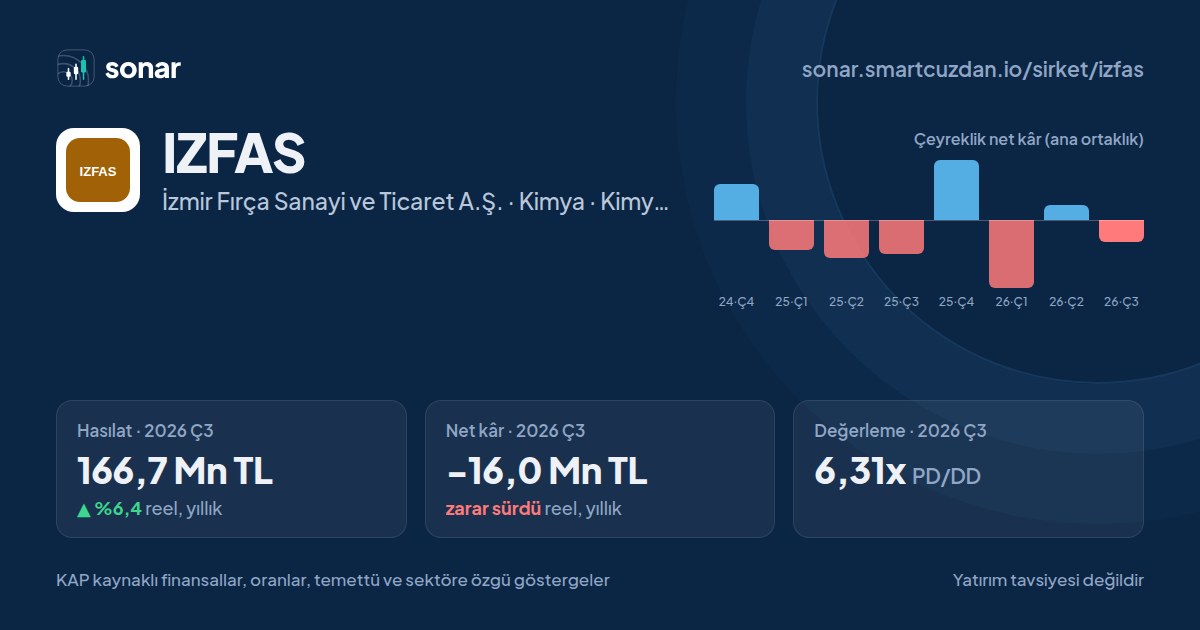 sonar
sonar.smartcuzdan.io/sirket/izfas
IZFAS
IZFAS
İzmir Fırça Sanayi ve Ticaret A.Ş. · Kimya · Kimy…
Çeyreklik net kâr (ana ortaklık)
24·Ç4 25·Ç1 25·Ç2 25·Ç3 25·Ç4 26·Ç1 26·Ç2 26·Ç3
Hasılat · 2026 Ç3
166,7 Mn TL
▲ %6,4 reel, yıllık
Net kâr · 2026 Ç3
−16,0 Mn TL
zarar sürdü reel, yıllık
Değerleme · 2026 Ç3
6,31x PD/DD
KAP kaynaklı finansallar, oranlar, temettü ve sektöre özgü göstergeler
Yatırım tavsiyesi değildir